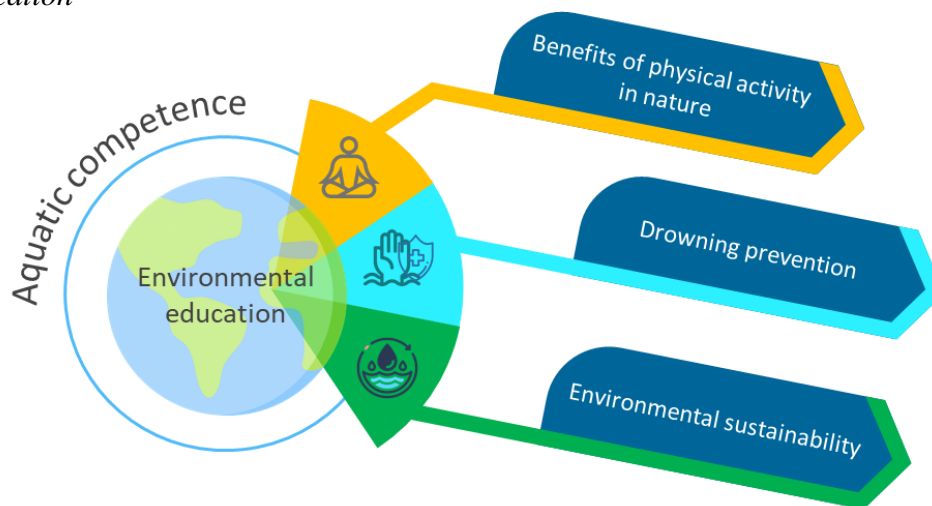 Aquatic competence
Environmental
education
Benefits of physical activity
in nature
Drowning prevention
Environmental sustainability